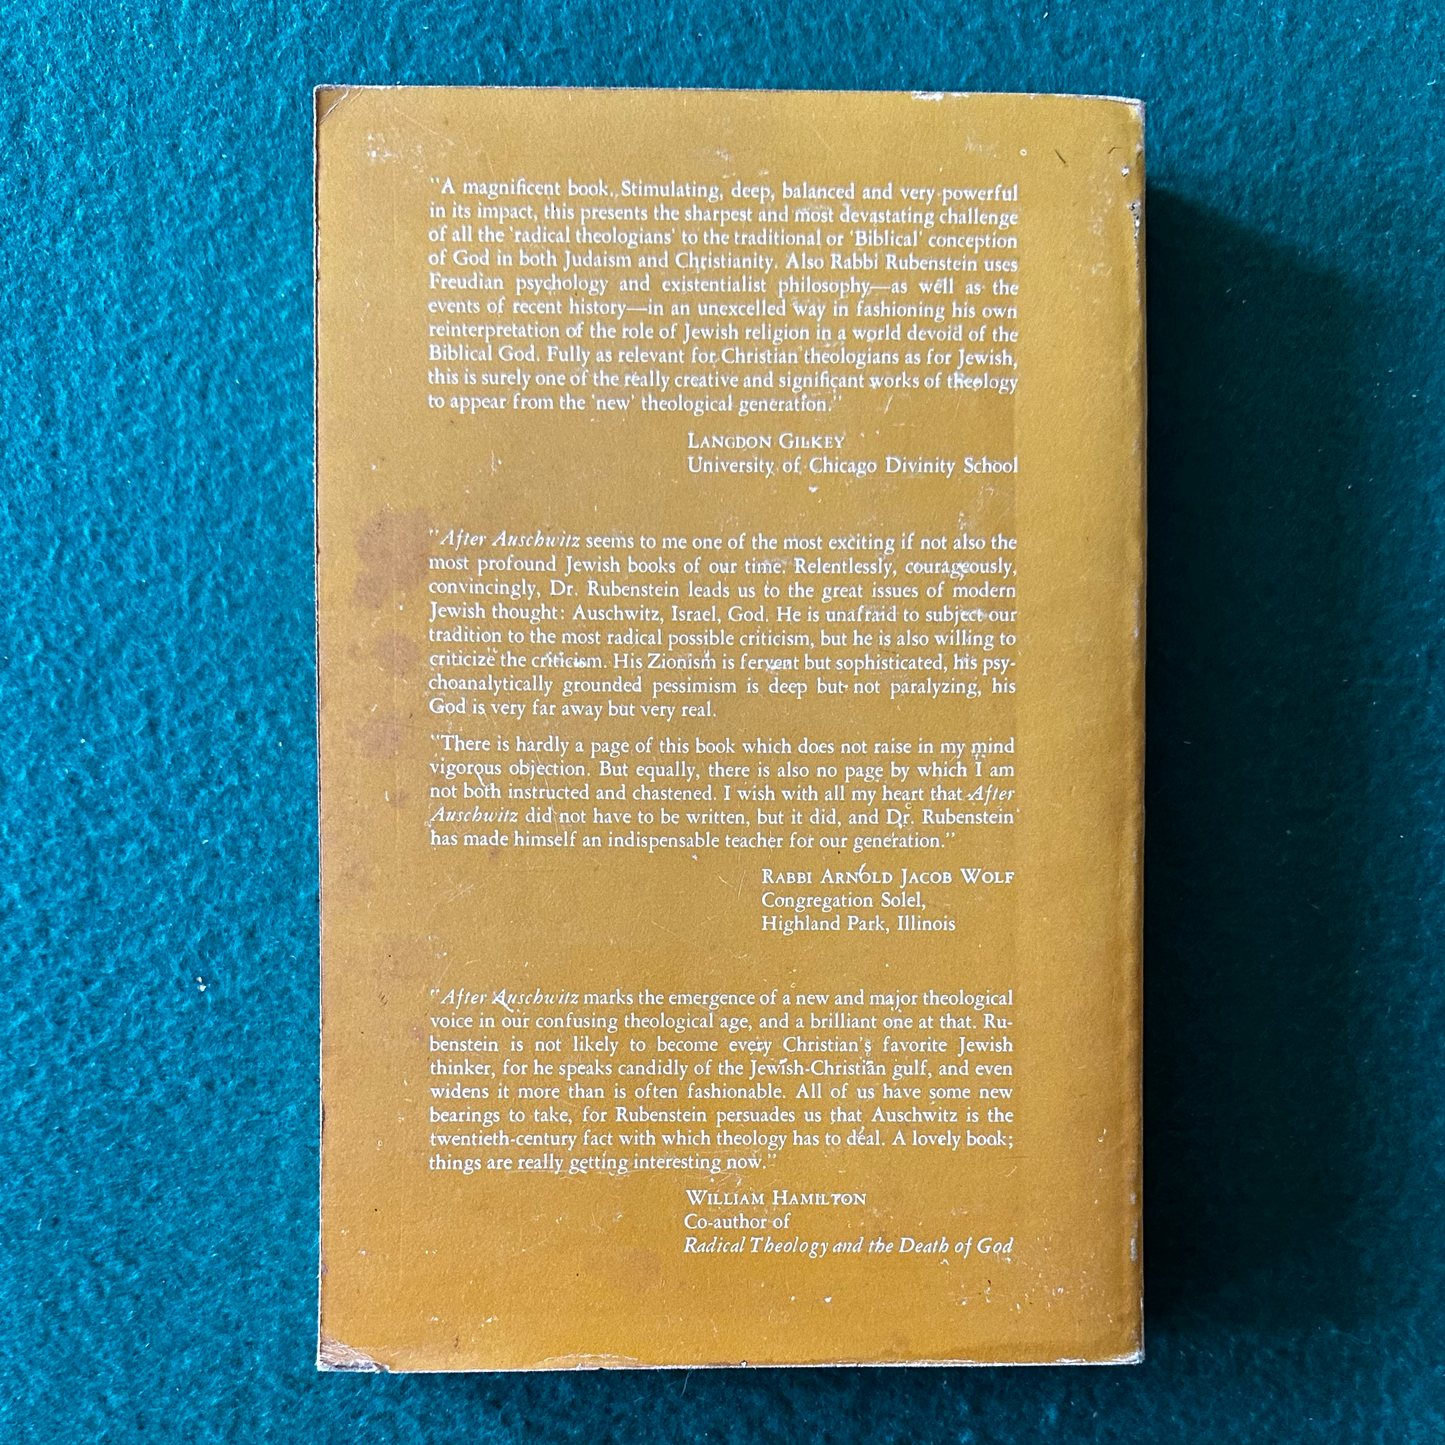 "A magnificent book. Stimulating, deep, balanced and very powerful
in its impact, this presents the sharpest and most devastating challenge
of all the 'radical theologians' to the traditional or 'Biblical' conception
of God in both Judaism and Christianity. Also Rabbi Rubenstein uses
Freudian psychology and existentialist philosophy—as well as the
events of recent history—in an unexcelled way in fashioning his own
reinterpretation of the role of Jewish religion in a world devoid of the
Biblical God. Fully as relevant for Christian theologians as for Jewish,
this is surely one of the really creative and significant works of theology
to appear from the 'new' theological generation."
LANGDON GILKEY
University of Chicago Divinity School
"After Auschwitz seems to me one of the most exciting if not also the
most profound Jewish books of our time. Relentlessly, courageously,
convincingly, Dr. Rubenstein leads us to the great issues of modern
Jewish thought: Auschwitz, Israel, God. He is unafraid to subject our
tradition to the most radical possible criticism, but he is also willing to
criticize the criticism. His Zionism is fervent but sophisticated, his psy-
choanalytically grounded pessimism is deep but not paralyzing, his
God is very far away but very real.
"There is hardly a page of this book which does not raise in my mind
vigorous objection. But equally, there is also no page by which I am
not both instructed and chastened. I wish with all my heart that After
Auschwitz did not have to be written, but it did, and Dr. Rubenstein
has made himself an indispensable teacher for our generation."
RABBI ARNOLD JACOB WOLF
Congregation Solel,
Highland Park, Illinois
"After Auschwitz marks the emergence of a new and major theological
voice in our confusing theological age, and a brilliant one at that. Ru-
benstein is not likely to become every Christian's favorite Jewish
thinker, for he speaks candidly of the Jewish-Christian gulf, and even
widens it more than is often fashionable. All of us have some new
bearings to take, for Rubenstein persuades us that Auschwitz is the
twentieth-century fact with which theology has to deal. A lovely book;
things are really getting interesting now."
WILLIAM HAMILTON
Co-author of
Radical Theology and the Death of God